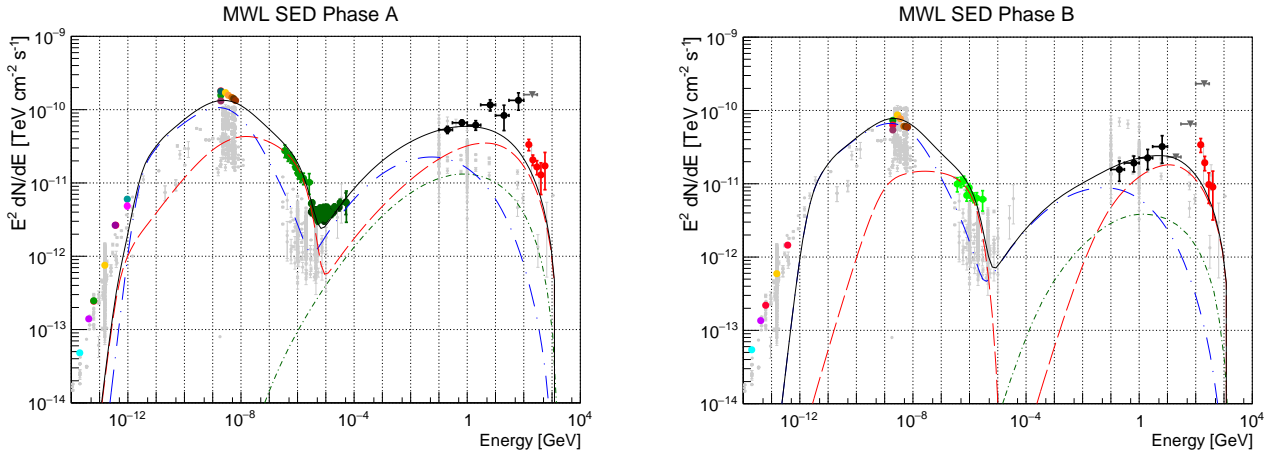 MWL SED Phase A
E² dN/dE [TeV cm⁻² s⁻¹]
10⁻⁹
10⁻¹⁰
10⁻¹¹
10⁻¹²
10⁻¹³
10⁻¹⁴
10⁻¹² 10⁻⁸ 10⁻⁴ 1 10⁴
Energy [GeV]
MWL SED Phase B
E² dN/dE [TeV cm⁻² s⁻¹]
10⁻⁹
10⁻¹⁰
10⁻¹¹
10⁻¹²
10⁻¹³
10⁻¹⁴
10⁻¹² 10⁻⁸ 10⁻⁴ 1 10⁴
Energy [GeV]